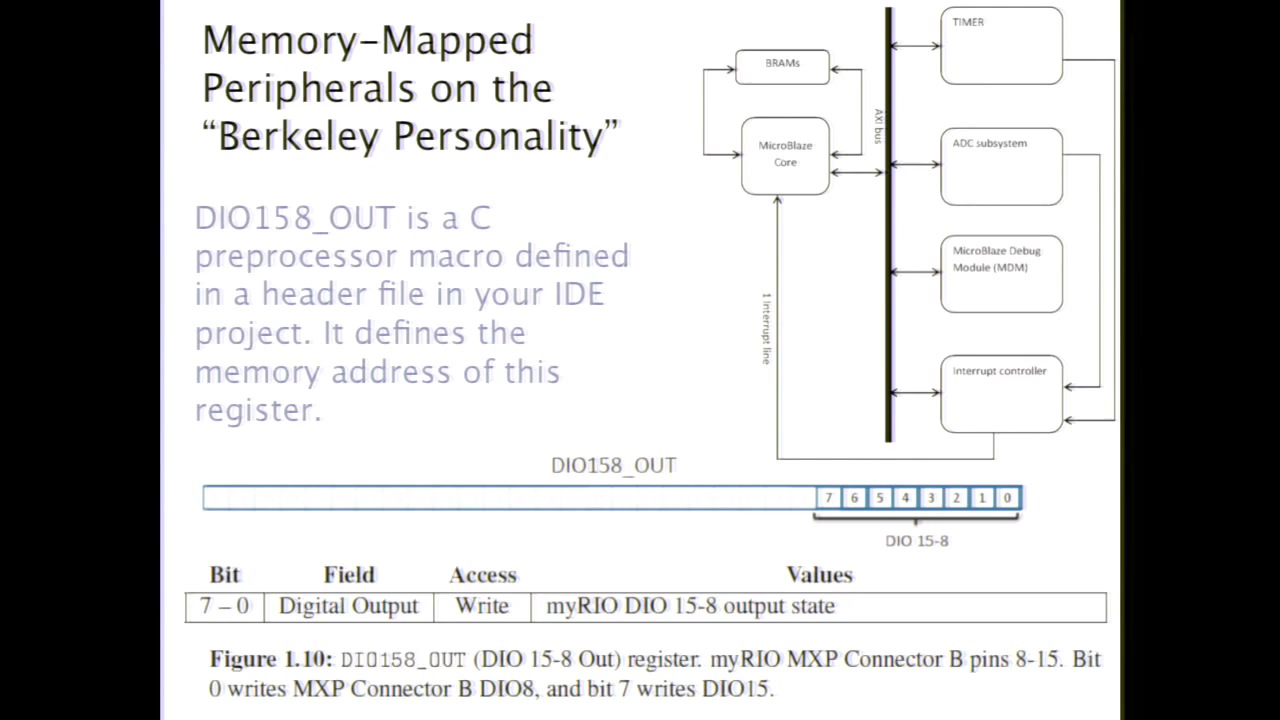 Memory-Mapped
Peripherals on the
“Berkeley Personality”
DIO158_OUT is a C
preprocessor macro defined
in a header file in your IDE
project. It defines the
memory address of this
register.
BRAMs
MicroBlaze
Core
AXI bus
1 Interrupt line
TIMER
ADC subsystem
MicroBlaze Debug
Module (MDM)
Interrupt controller
DIO158_OUT
7 6 5 4 3 2 1 0
DIO 15-8
Bit Field Access Values
7 – 0 Digital Output Write myRIO DIO 15-8 output state
Figure 1.10: DIO158_OUT (DIO 15-8 Out) register. myRIO MXP Connector B pins 8-15. Bit
0 writes MXP Connector B DIO8, and bit 7 writes DIO15.